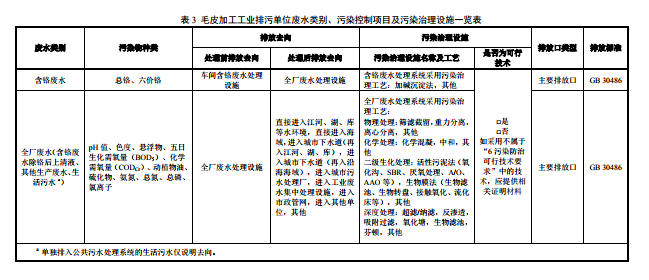 表 3 毛皮加工工业排污单位废水类别、污染控制项目及污染治理设施一览表
废水类别
污染物种类
排放去向
污染治理设施
排放口类型
排放标准
处理前排放去向
处理后排放去向
污染治理设施名称及工艺
是否为可行
技术
含铬废水
总铬、六价铬
车间含铬废水处理
设施
全厂废水处理设施
含铬废水处理系统采用污染治
理工艺：加碱沉淀法，其他
□是
□否
如采用不属于
“6 污染防治
可行技术要
求”中的技
术，应提供相
关证明材料
主要排放口
GB 30486
全厂废水(含铬废
水除铬后上清液、
其他生产废水、生
活污水ᵃ)
pH 值、色度、悬浮物、五日
生化需氧量（BOD₅）、化学
需氧量（CODcr）、动植物油、
硫化物、氨氮、总氮、总磷、
氯离子
全厂废水处理设施
直接进入江河、湖、库
等水环境，直接进入海
域，进入城市下水道（再
入江河、湖、库），进
入城市下水道（再入沿
海海域），进入城市污
水处理厂，进入工业废
水集中处理设施，进入
市政管网，进入其他单
位，其他
全厂废水处理系统采用污染治
理工艺：
物理处理：筛滤截留，重力分离，
离心分离，其他
化学处理：化学混凝，中和，其
他
二级生化处理：活性污泥法（氧
化沟、SBR、厌氧处理、A/O、
AAO 等），生物膜法（生物滤
池、生物转盘、接触氧化、流化
床等），其他
深度处理：超滤/纳滤，反渗透，
吸附过滤，氧化塘，生物滤池，
芬顿，其他
主要排放口
GB 30486
ᵃ 单独排入公共污水处理系统的生活污水仅说明去向。